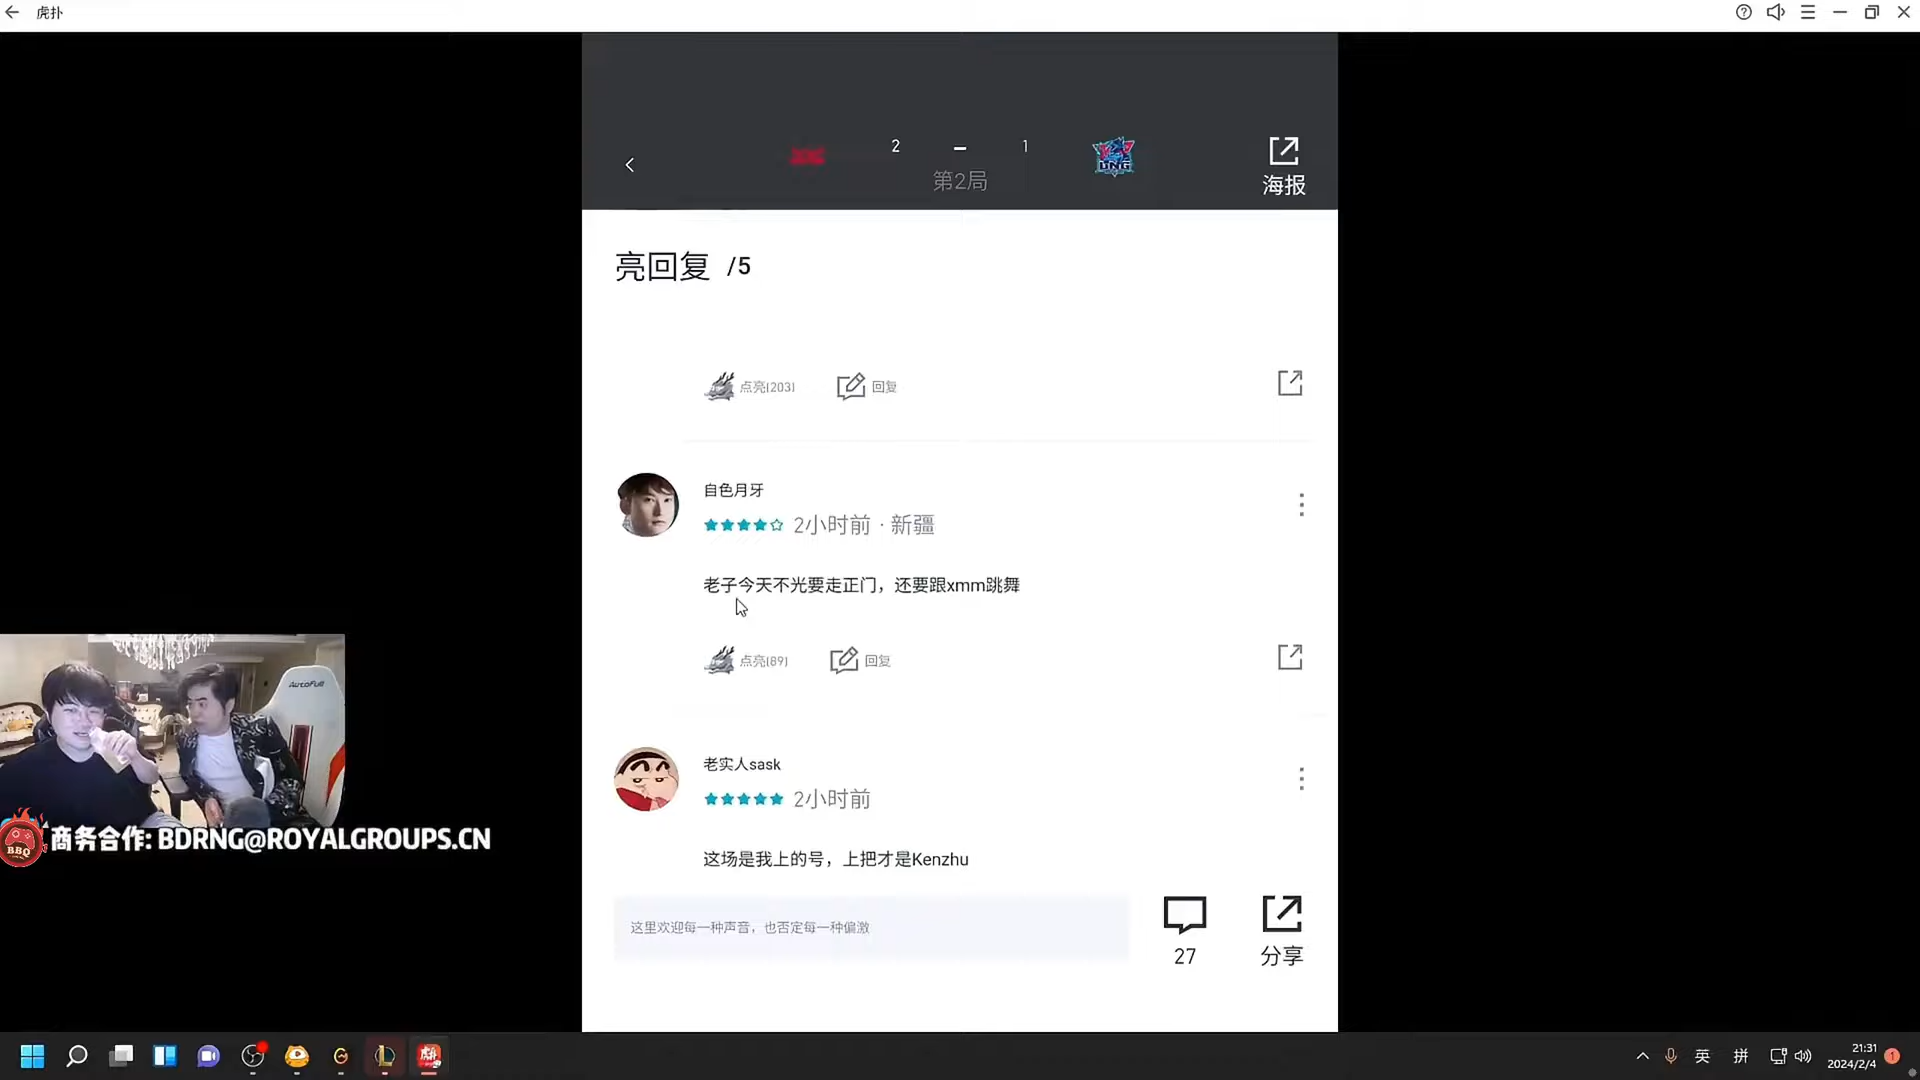 虎扑
2 – 1
UNG
第2局
海报
亮回复 /5
点亮(203) 回复
自色月牙
2小时前 · 新疆
老子今天不光要走正门，还要跟xmm跳舞
点亮(89) 回复
AutoFull
老实人sask
2小时前
BBQ
商务合作: BDRNG@ROYALGROUPS.CN
这场是我上的号，上把才是Kenzhu
这里欢迎每一种声音，也否定每一种偏激
27
分享
英 拼
21:31
2024/2/4
1